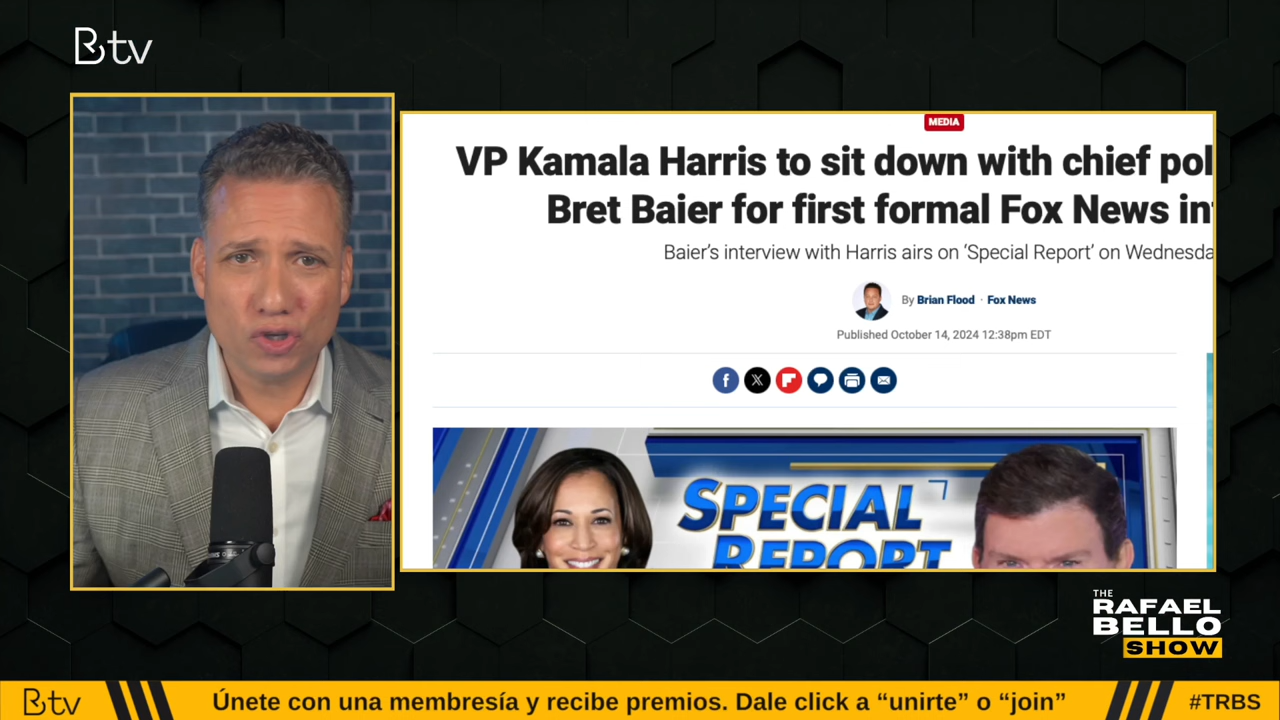 Btv
MEDIA
VP Kamala Harris to sit down with chief pol
Bret Baier for first formal Fox News in
Baier's interview with Harris airs on 'Special Report' on Wednesda
By Brian Flood · Fox News
Published October 14, 2024 12:38pm EDT
SPECIAL
REPORT
THE
RAFAEL
BELLO
SHOW
Btv
Únete con una membresía y recibe premios. Dale click a “unirte” o “join”
#TRBS